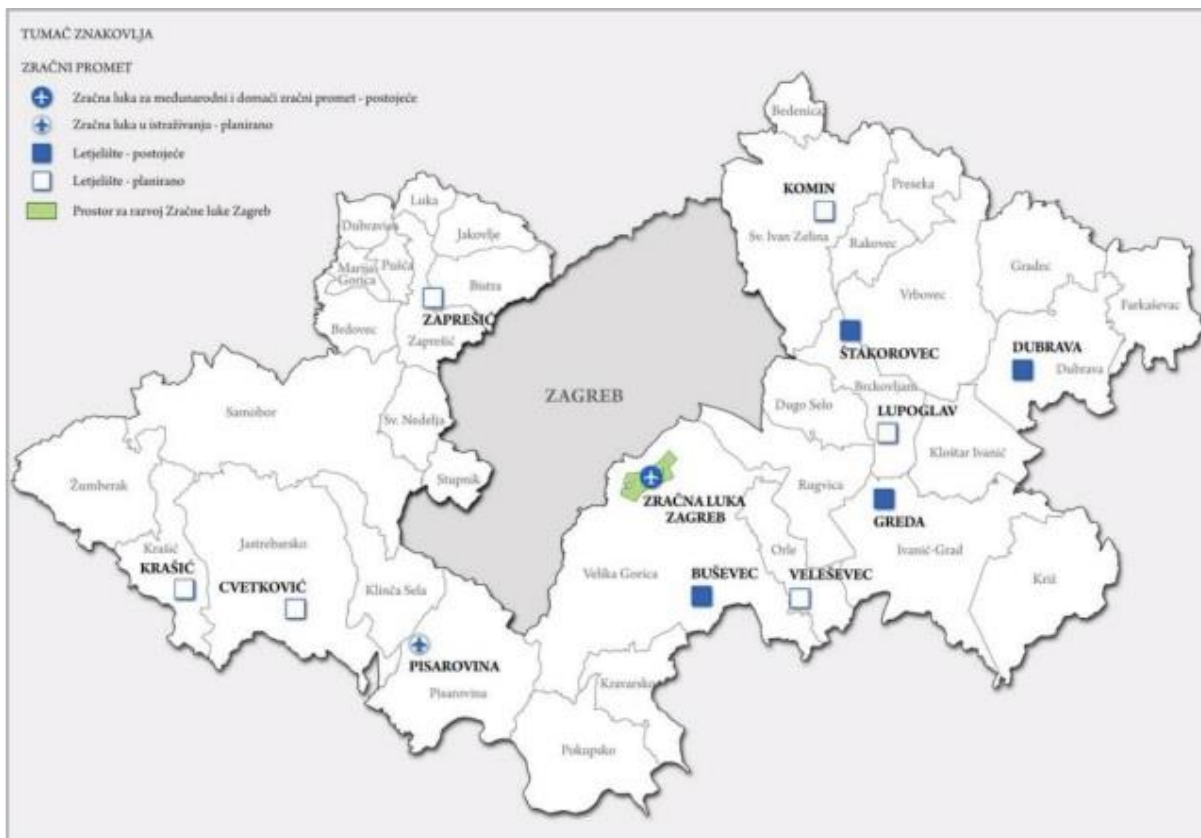 TUMAČ ZNAKOVLJA
ZRAČNI PROMET
Zračna luka za međunarodni i domaći zračni promet - postojeće
Zračna luka u istraživanju - planirano
Letjelište - postojeće
Letjelište - planirano
Prostor za razvoj Zračne luke Zagreb
Bedenica
KOMIN
Preseka
Sv. Ivan Zelina
Rakovec
Luka
Dubravica
Jakovlje
Pušća
Marija
Gorica
Bistra
ZAPREŠIĆ
Bedovec
Zaprešić
Gradec
Vrbovec
Farkaševac
ŠTAKOROVEC
DUBRAVA
Dubrava
Brckovljani
ZAGREB
Dugo Selo
LUPOGLAV
Samobor
Sv. Nedelja
Kloštar Ivanić
Stupnik
Žumberak
Rugvica
ZRAČNA LUKA
ZAGREB
GREDA
Ivanić-Grad
Jastrebarsko
Krašić
KRAŠIĆ
CVETKOVIĆ
Klinča Sela
Velika Gorica
BUŠEVEC
Orle
VELEŠEVEC
Križ
PISAROVINA
Pisarovina
Kravarsko
Pokupsko